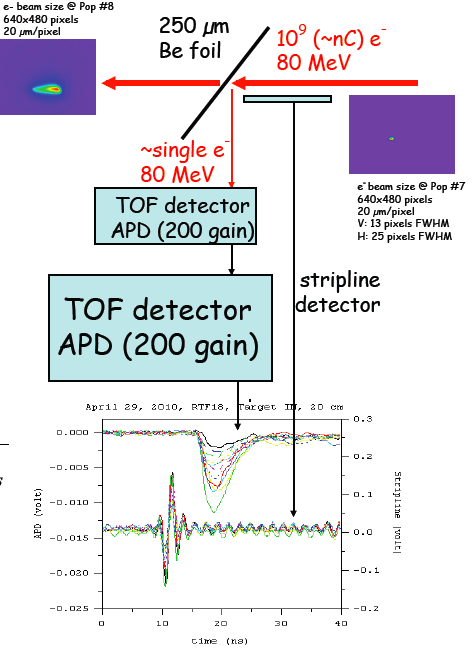 e- beam size @ Pop #8
640x480 pixels
20 µm/pixel
250 µm
Be foil
10⁹ (~nC) e⁻
80 MeV
~single e⁻
80 MeV
e⁻ beam size @ Pop #7
640x480 pixels
20 µm/pixel
V: 13 pixels FWHM
H: 25 pixels FWHM
TOF detector
APD (200 gain)
TOF detector
APD (200 gain)
stripline
detector
April 29, 2010, RTF18, Target IN, 20 cm
0.000
-0.005
-0.010
-0.015
-0.020
-0.025
APD (volt)
0.3
0.2
0.1
0.0
-0.1
-0.2
Stripline (volt)
0
10
20
30
40
time (ns)
s